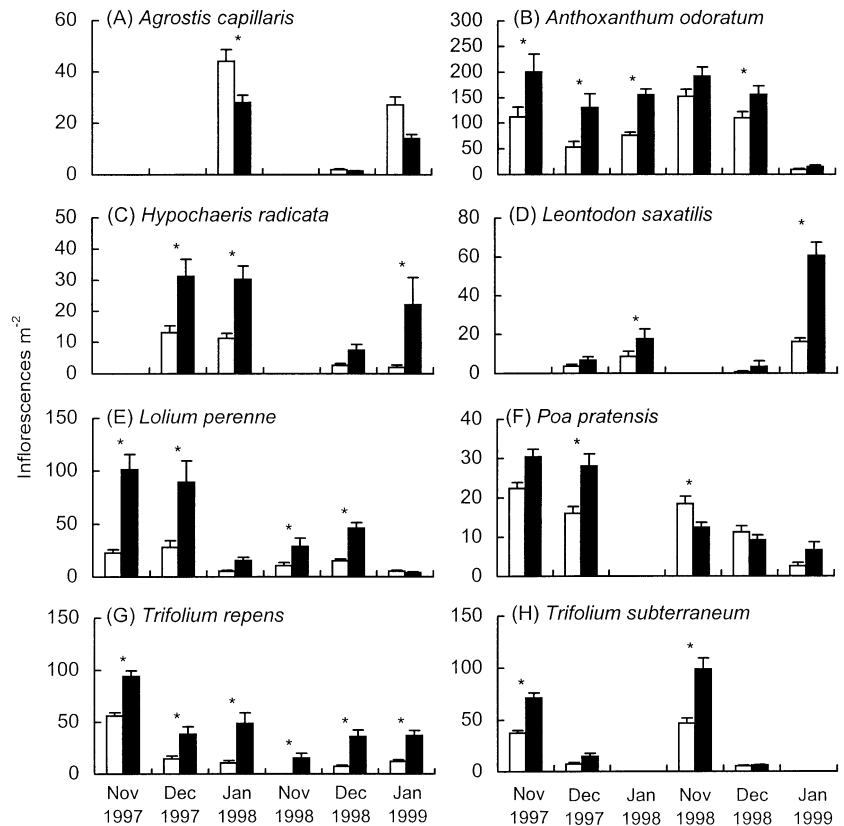 (A) Agrostis capillaris
60
40
20
0
*
(B) Anthoxanthum odoratum
300
250
200
150
100
50
0
* * * *
(C) Hypochaeris radicata
50
40
30
20
10
0
* * *
(D) Leontodon saxatilis
80
60
40
20
0
* *
Inflorescences m-2
(E) Lolium perenne
150
100
50
0
* * * *
(F) Poa pratensis
40
30
20
10
0
* *
(G) Trifolium repens
150
100
50
0
* * * * * *
(H) Trifolium subterraneum
150
100
50
0
* *
Nov Dec Jan Nov Dec Jan
1997 1997 1998 1998 1998 1999
Nov Dec Jan Nov Dec Jan
1997 1997 1998 1998 1998 1999